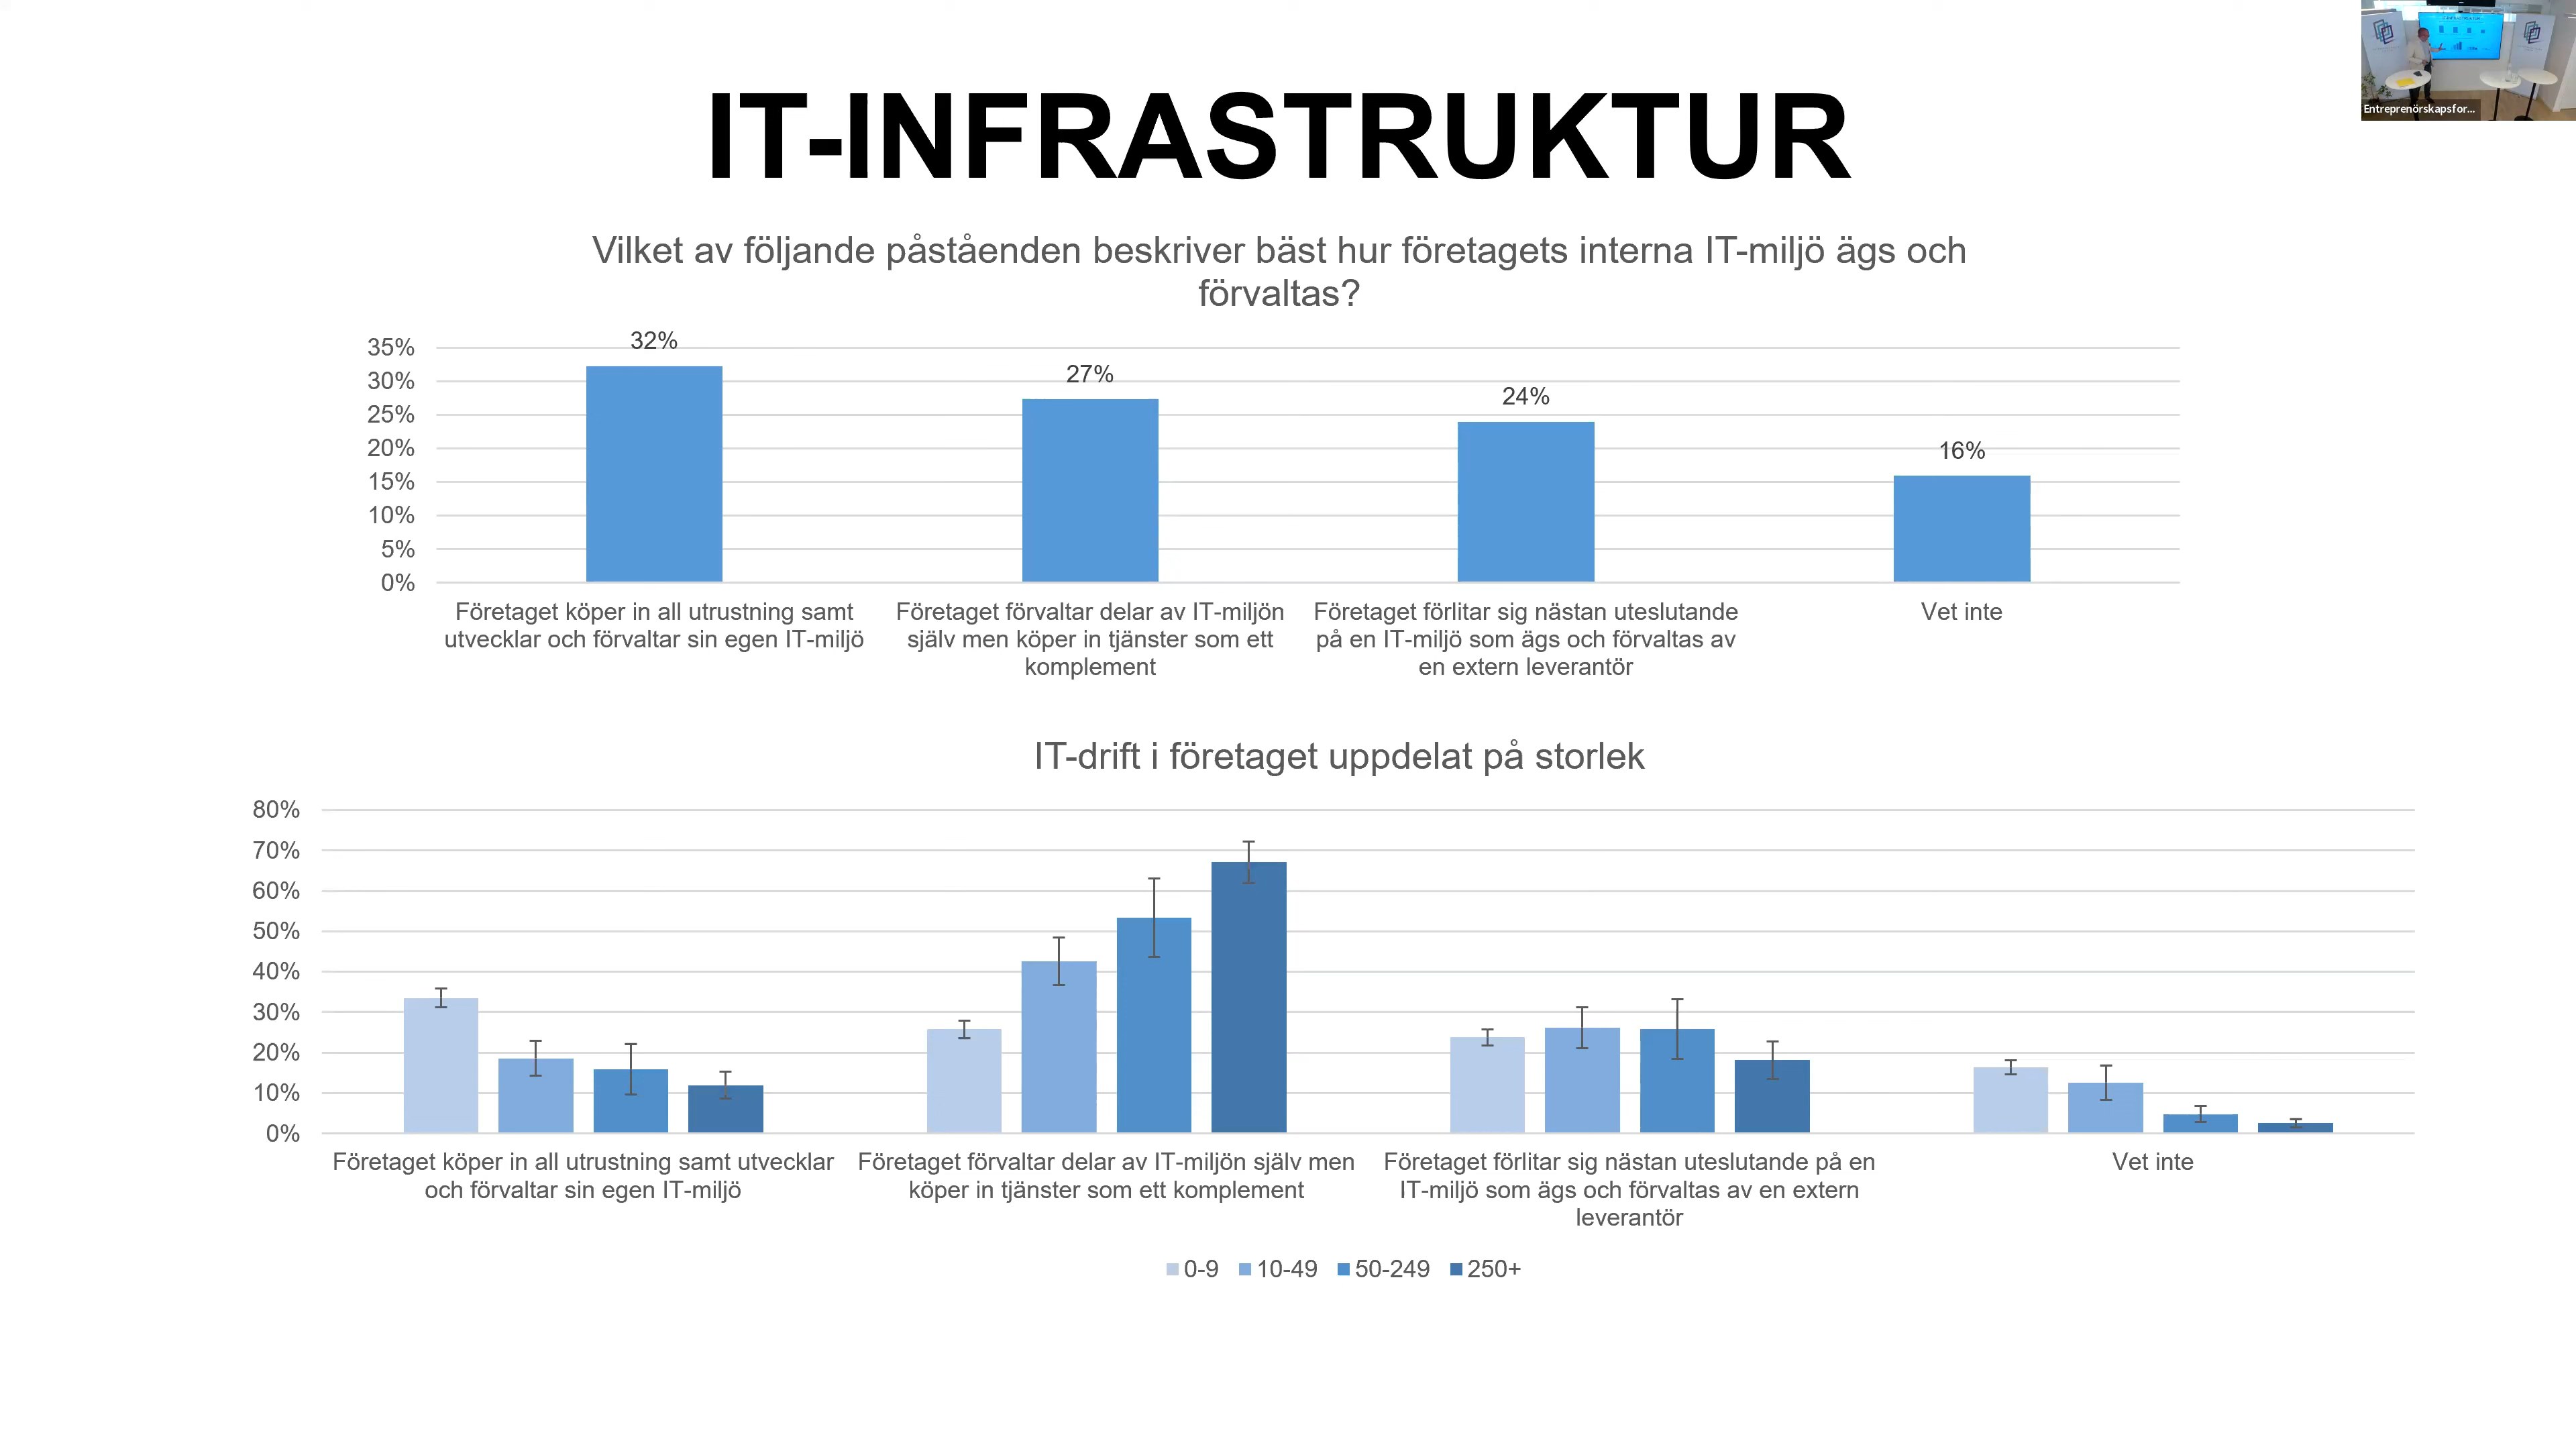 IT-INFRASTRUKTUR
Vilket av följande påståenden beskriver bäst hur företagets interna IT-miljö ägs och
förvaltas?
35%
30%
25%
20%
15%
10%
5%
0%
32%
27%
24%
16%
Företaget köper in all utrustning samt
utvecklar och förvaltar sin egen IT-miljö
Företaget förvaltar delar av IT-miljön
själv men köper in tjänster som ett
komplement
Företaget förlitar sig nästan uteslutande
på en IT-miljö som ägs och förvaltas av
en extern leverantör
Vet inte
IT-drift i företaget uppdelat på storlek
80%
70%
60%
50%
40%
30%
20%
10%
0%
Företaget köper in all utrustning samt utvecklar
och förvaltar sin egen IT-miljö
Företaget förvaltar delar av IT-miljön själv men
köper in tjänster som ett komplement
Företaget förlitar sig nästan uteslutande på en
IT-miljö som ägs och förvaltas av en extern
leverantör
Vet inte
0-9 10-49 50-249 250+
Entreprenörskapsfor...